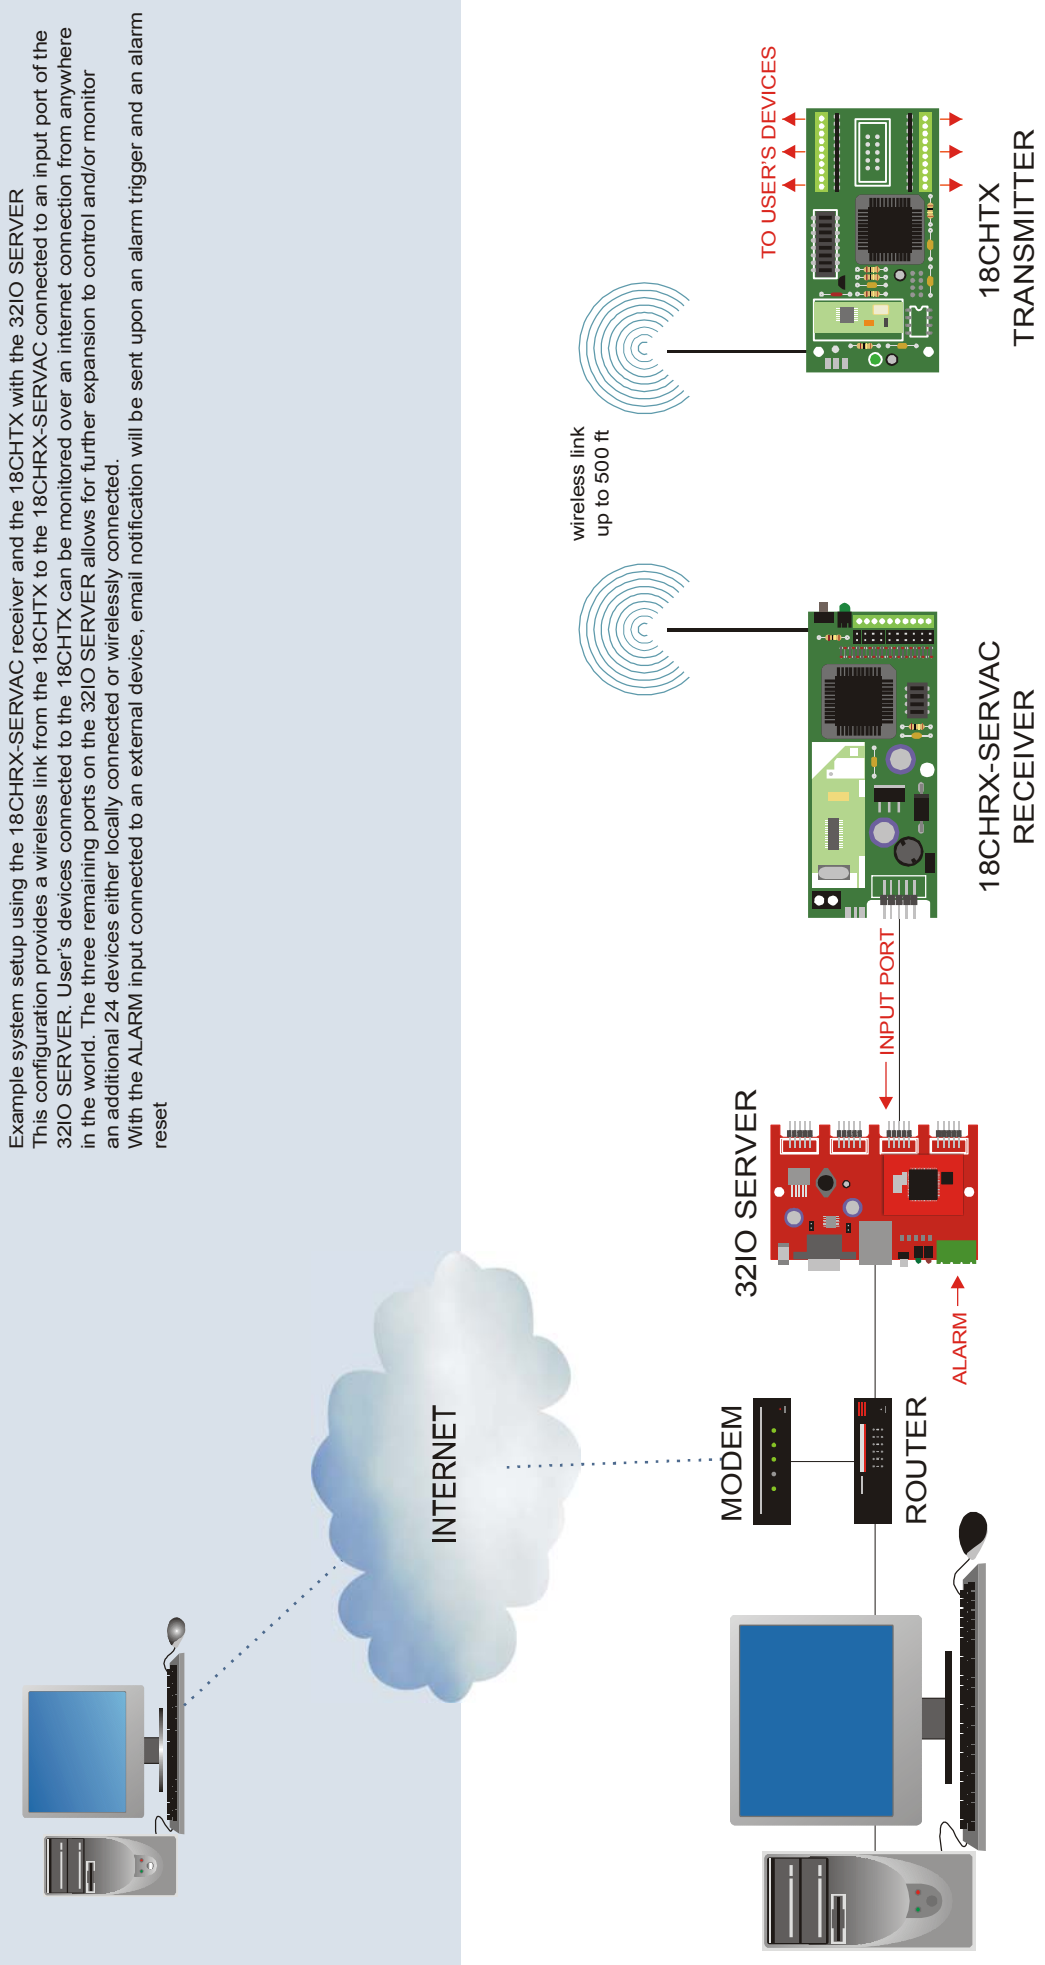 Example system setup using the 18CHRX-SERVAC receiver and the 18CHTX with the 32IO SERVER
This configuration provides a wireless link from the 18CHTX to the 18CHRX-SERVAC connected to an input port of the
32IO SERVER. User's devices connected to the 18CHTX can be monitored over an internet connection from anywhere
in the world. The three remaining ports on the 32IO SERVER allows for further expansion to control and/or monitor
an additional 24 devices either locally connected or wirelessly connected.
With the ALARM input connected to an external device, email notification will be sent upon an alarm trigger and an alarm
reset
INTERNET
wireless link
up to 500 ft
MODEM
32IO SERVER
TO USER'S DEVICES
INPUT PORT
ROUTER
ALARM
18CHRX-SERVAC
RECEIVER
18CHTX
TRANSMITTER